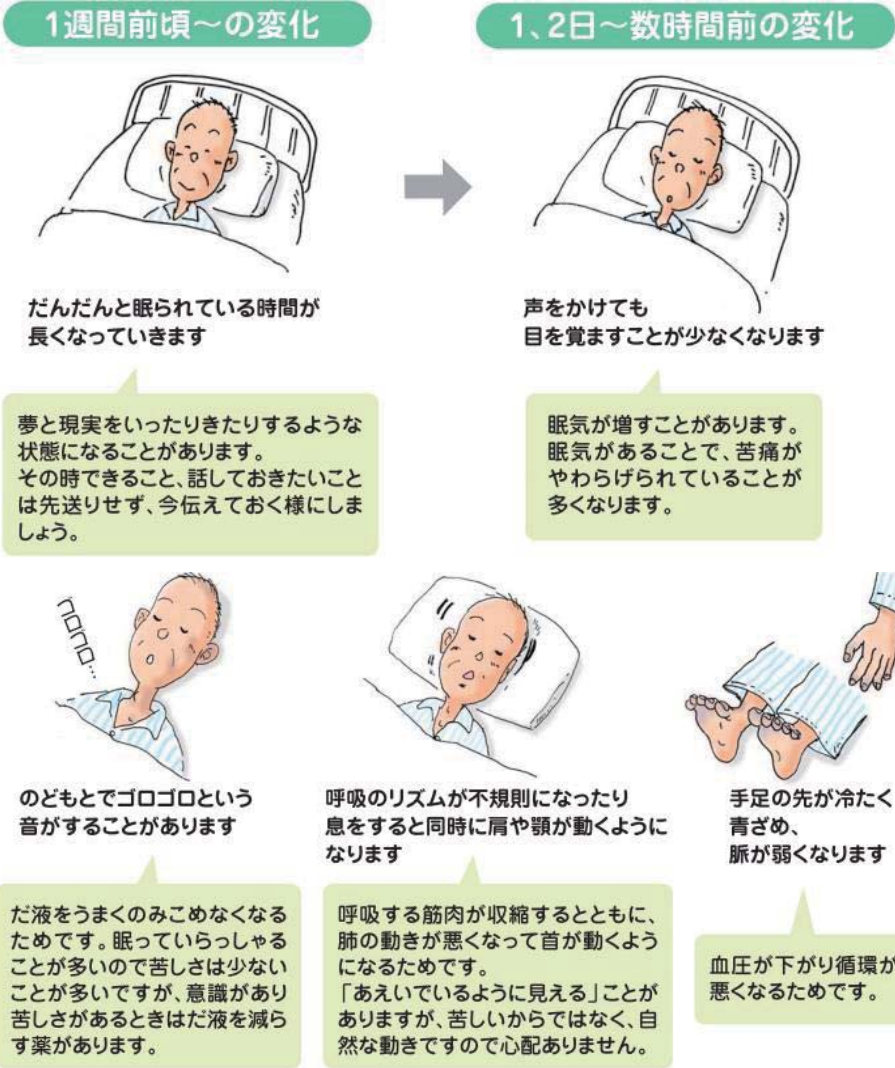 1週間前頃～の変化
1、2日～数時間前の変化
だんだんと眠られている時間が
長くなっていきます
声をかけても
目を覚ますことが少なくなります
夢と現実をいったりきたりするような
状態になることがあります。
その時できること、話しておきたいこと
は先送りせず、今伝えておく様にしま
しょう。
眠気が増すことがあります。
眠気があることで、苦痛が
やわらげられていることが
多くなります。
ゴロゴロ…
のどもとでゴロゴロという
音がすることがあります
呼吸のリズムが不規則になったり
息をすると同時に肩や顎が動くように
なります
手足の先が冷たく
青ざめ、
脈が弱くなります
だ液をうまくのみこめなくなる
ためです。眠っていらっしゃる
ことが多いので苦しさは少ない
ことが多いですが、意識があり
苦しさがあるときはだ液を減ら
す薬があります。
呼吸する筋肉が収縮するとともに、
肺の動きが悪くなって首が動くよう
になるためです。
「あえいでいるように見える」ことが
ありますが、苦しいからではなく、自
然な動きですので心配ありません。
血圧が下がり循環が
悪くなるためです。